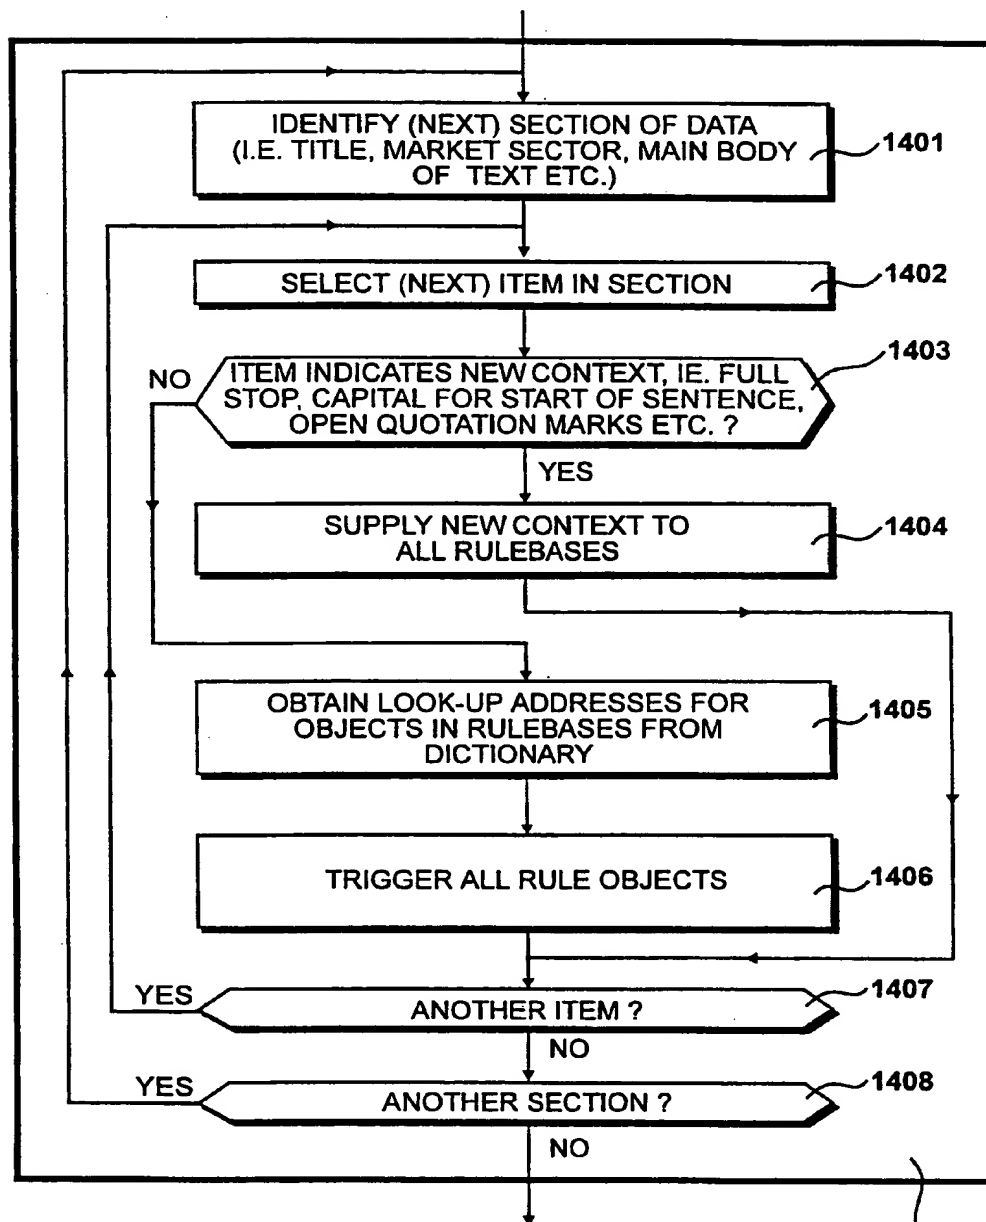 IDENTIFY (NEXT) SECTION OF DATA
(I.E. TITLE, MARKET SECTOR, MAIN BODY
OF TEXT ETC.)
1401
SELECT (NEXT) ITEM IN SECTION
1402
ITEM INDICATES NEW CONTEXT, IE. FULL
STOP, CAPITAL FOR START OF SENTENCE,
OPEN QUOTATION MARKS ETC. ?
1403
NO
YES
SUPPLY NEW CONTEXT TO
ALL RULEBASES
1404
OBTAIN LOOK-UP ADDRESSES FOR
OBJECTS IN RULEBASES FROM
DICTIONARY
1405
TRIGGER ALL RULE OBJECTS
1406
YES
ANOTHER ITEM ?
1407
NO
YES
ANOTHER SECTION ?
1408
NO